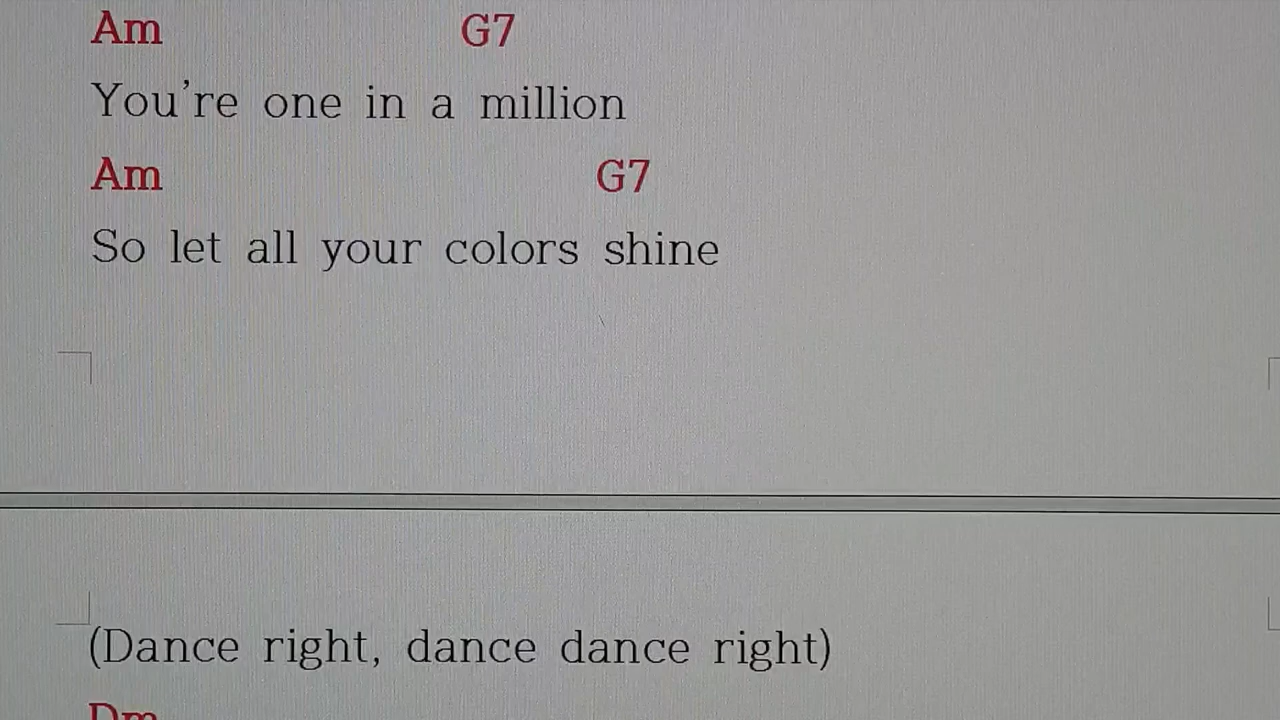 Am G7
You're one in a million
Am G7
So let all your colors shine
(Dance right, dance dance right)
Dm